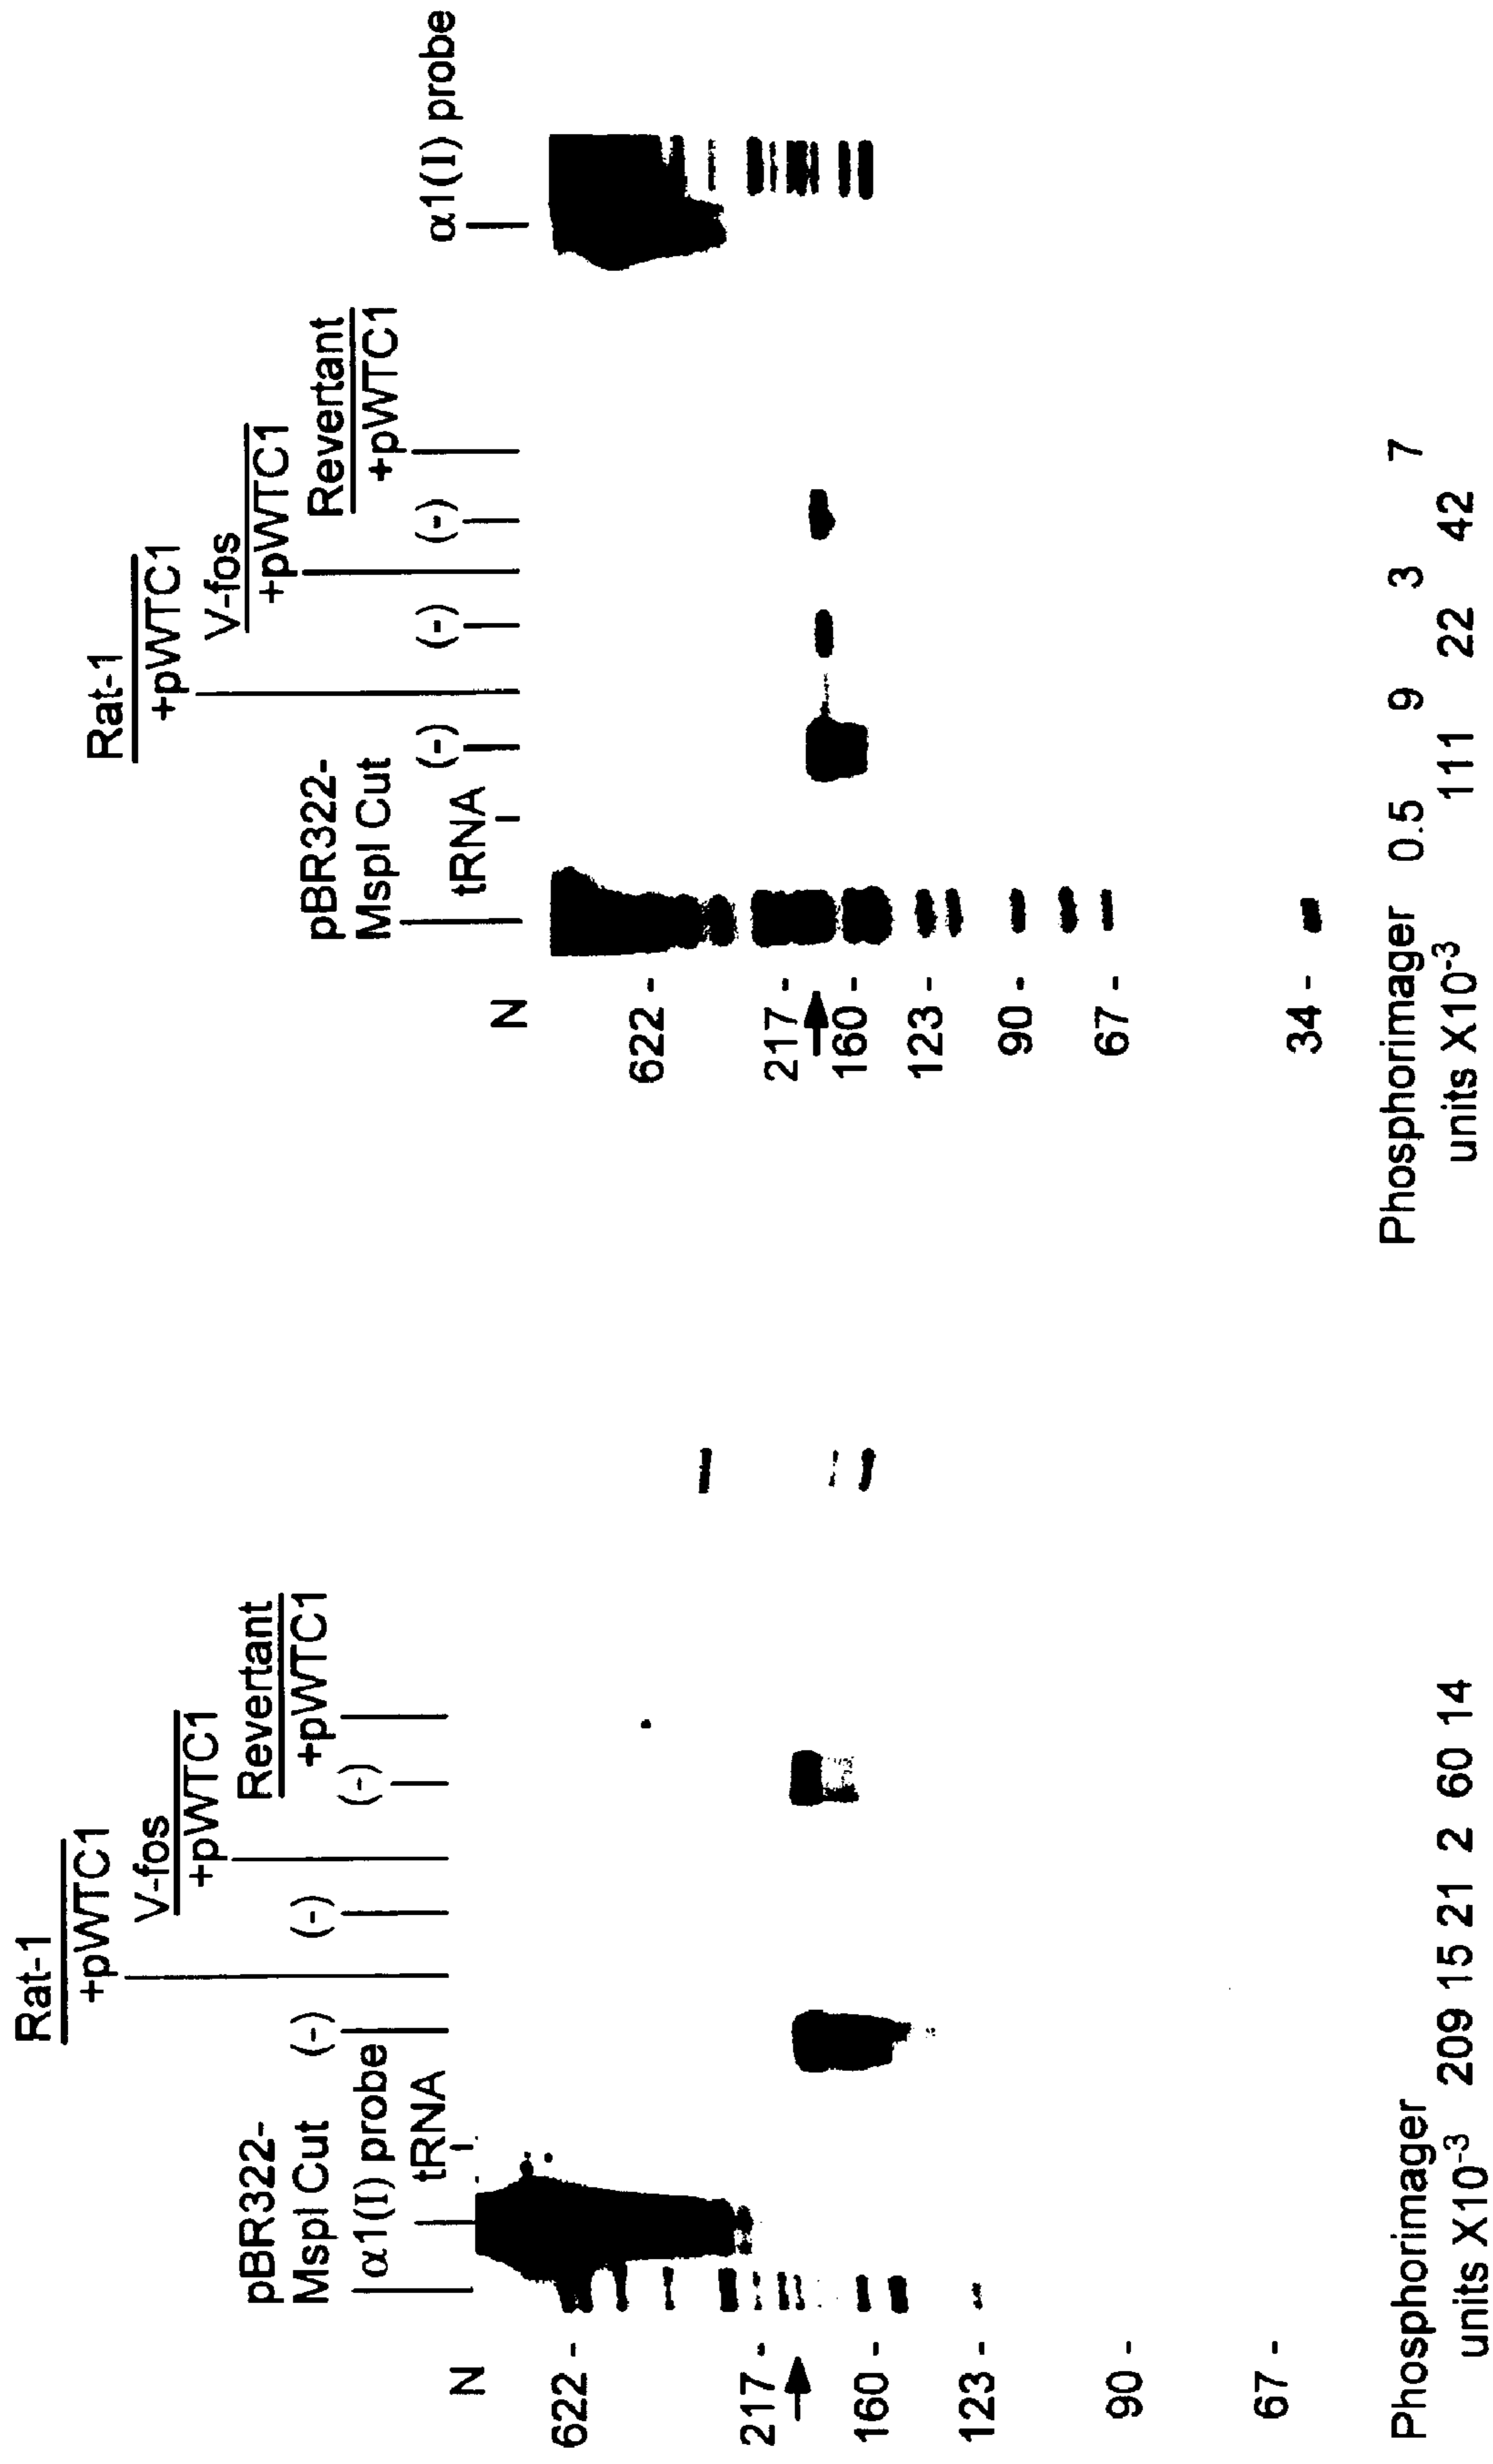 Rat-1
+pWTC1
V-fos
+pWTC1
Revertant
+pWTC1
pBR322-
MspI Cut
α1(I) probe
tRNA
(-)
(-)
(-)
N
622 -
217 -
160 -
123 -
90 -
67 -
Phosphorimager
units X10-3
209 15 21 2 60 14
Rat-1
+pWTC1
V-fos
+pWTC1
Revertant
+pWTC1
pBR322-
MspI Cut
tRNA
(-)
(-)
(-)
α1(I) probe
N
622 -
217 -
160 -
123 -
90 -
67 -
34 -
Phosphorimager 0.5 9 3 7
units X10-3 111 22 42